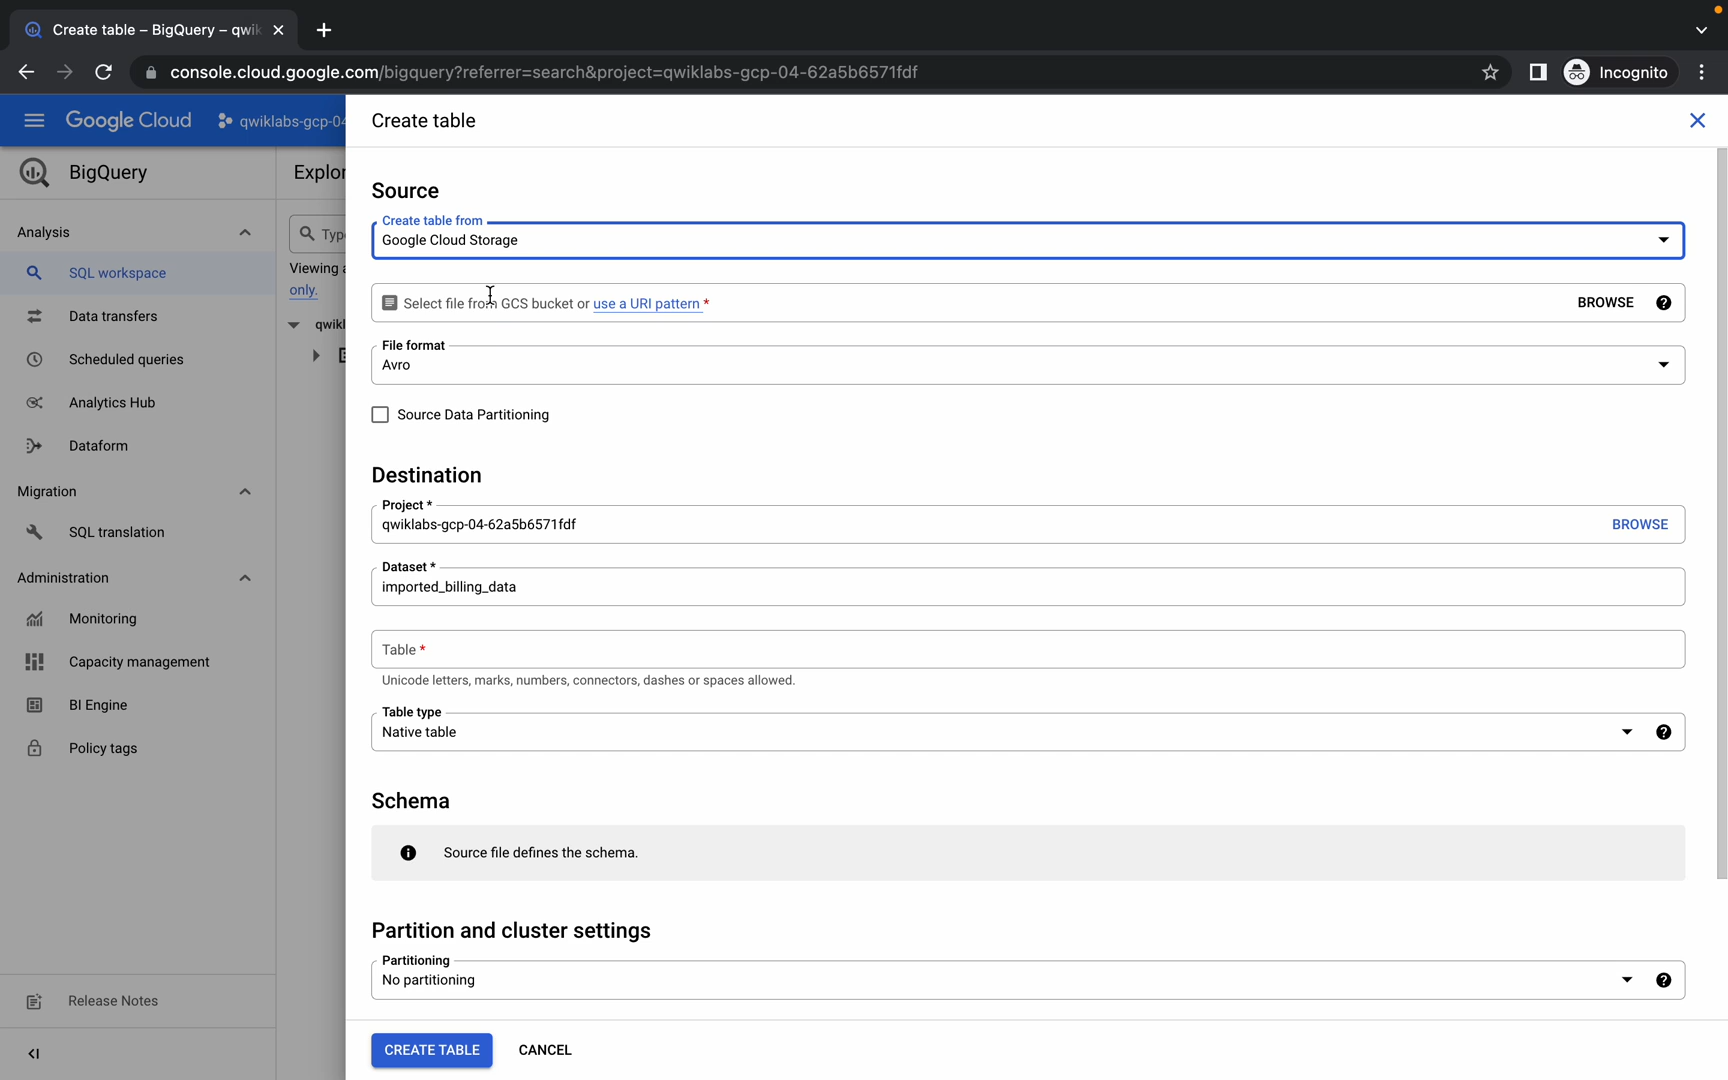 Create table – BigQuery – qwik
console.cloud.google.com/bigquery?referrer=search&project=qwiklabs-gcp-04-62a5b6571fdf
Incognito
Google Cloud
qwiklabs-gcp-04
Create table
BigQuery
Explor
Analysis
Type
Viewing
only.
qwikl
SQL workspace
Data transfers
Scheduled queries
Analytics Hub
Dataform
Migration
SQL translation
Administration
Monitoring
Capacity management
BI Engine
Policy tags
Release Notes
Source
Create table from
Google Cloud Storage
Select file from GCS bucket or use a URI pattern *
BROWSE
File format
Avro
Source Data Partitioning
Destination
Project *
qwiklabs-gcp-04-62a5b6571fdf
BROWSE
Dataset *
imported_billing_data
Table *
Unicode letters, marks, numbers, connectors, dashes or spaces allowed.
Table type
Native table
Schema
Source file defines the schema.
Partition and cluster settings
Partitioning
No partitioning
CREATE TABLE
CANCEL